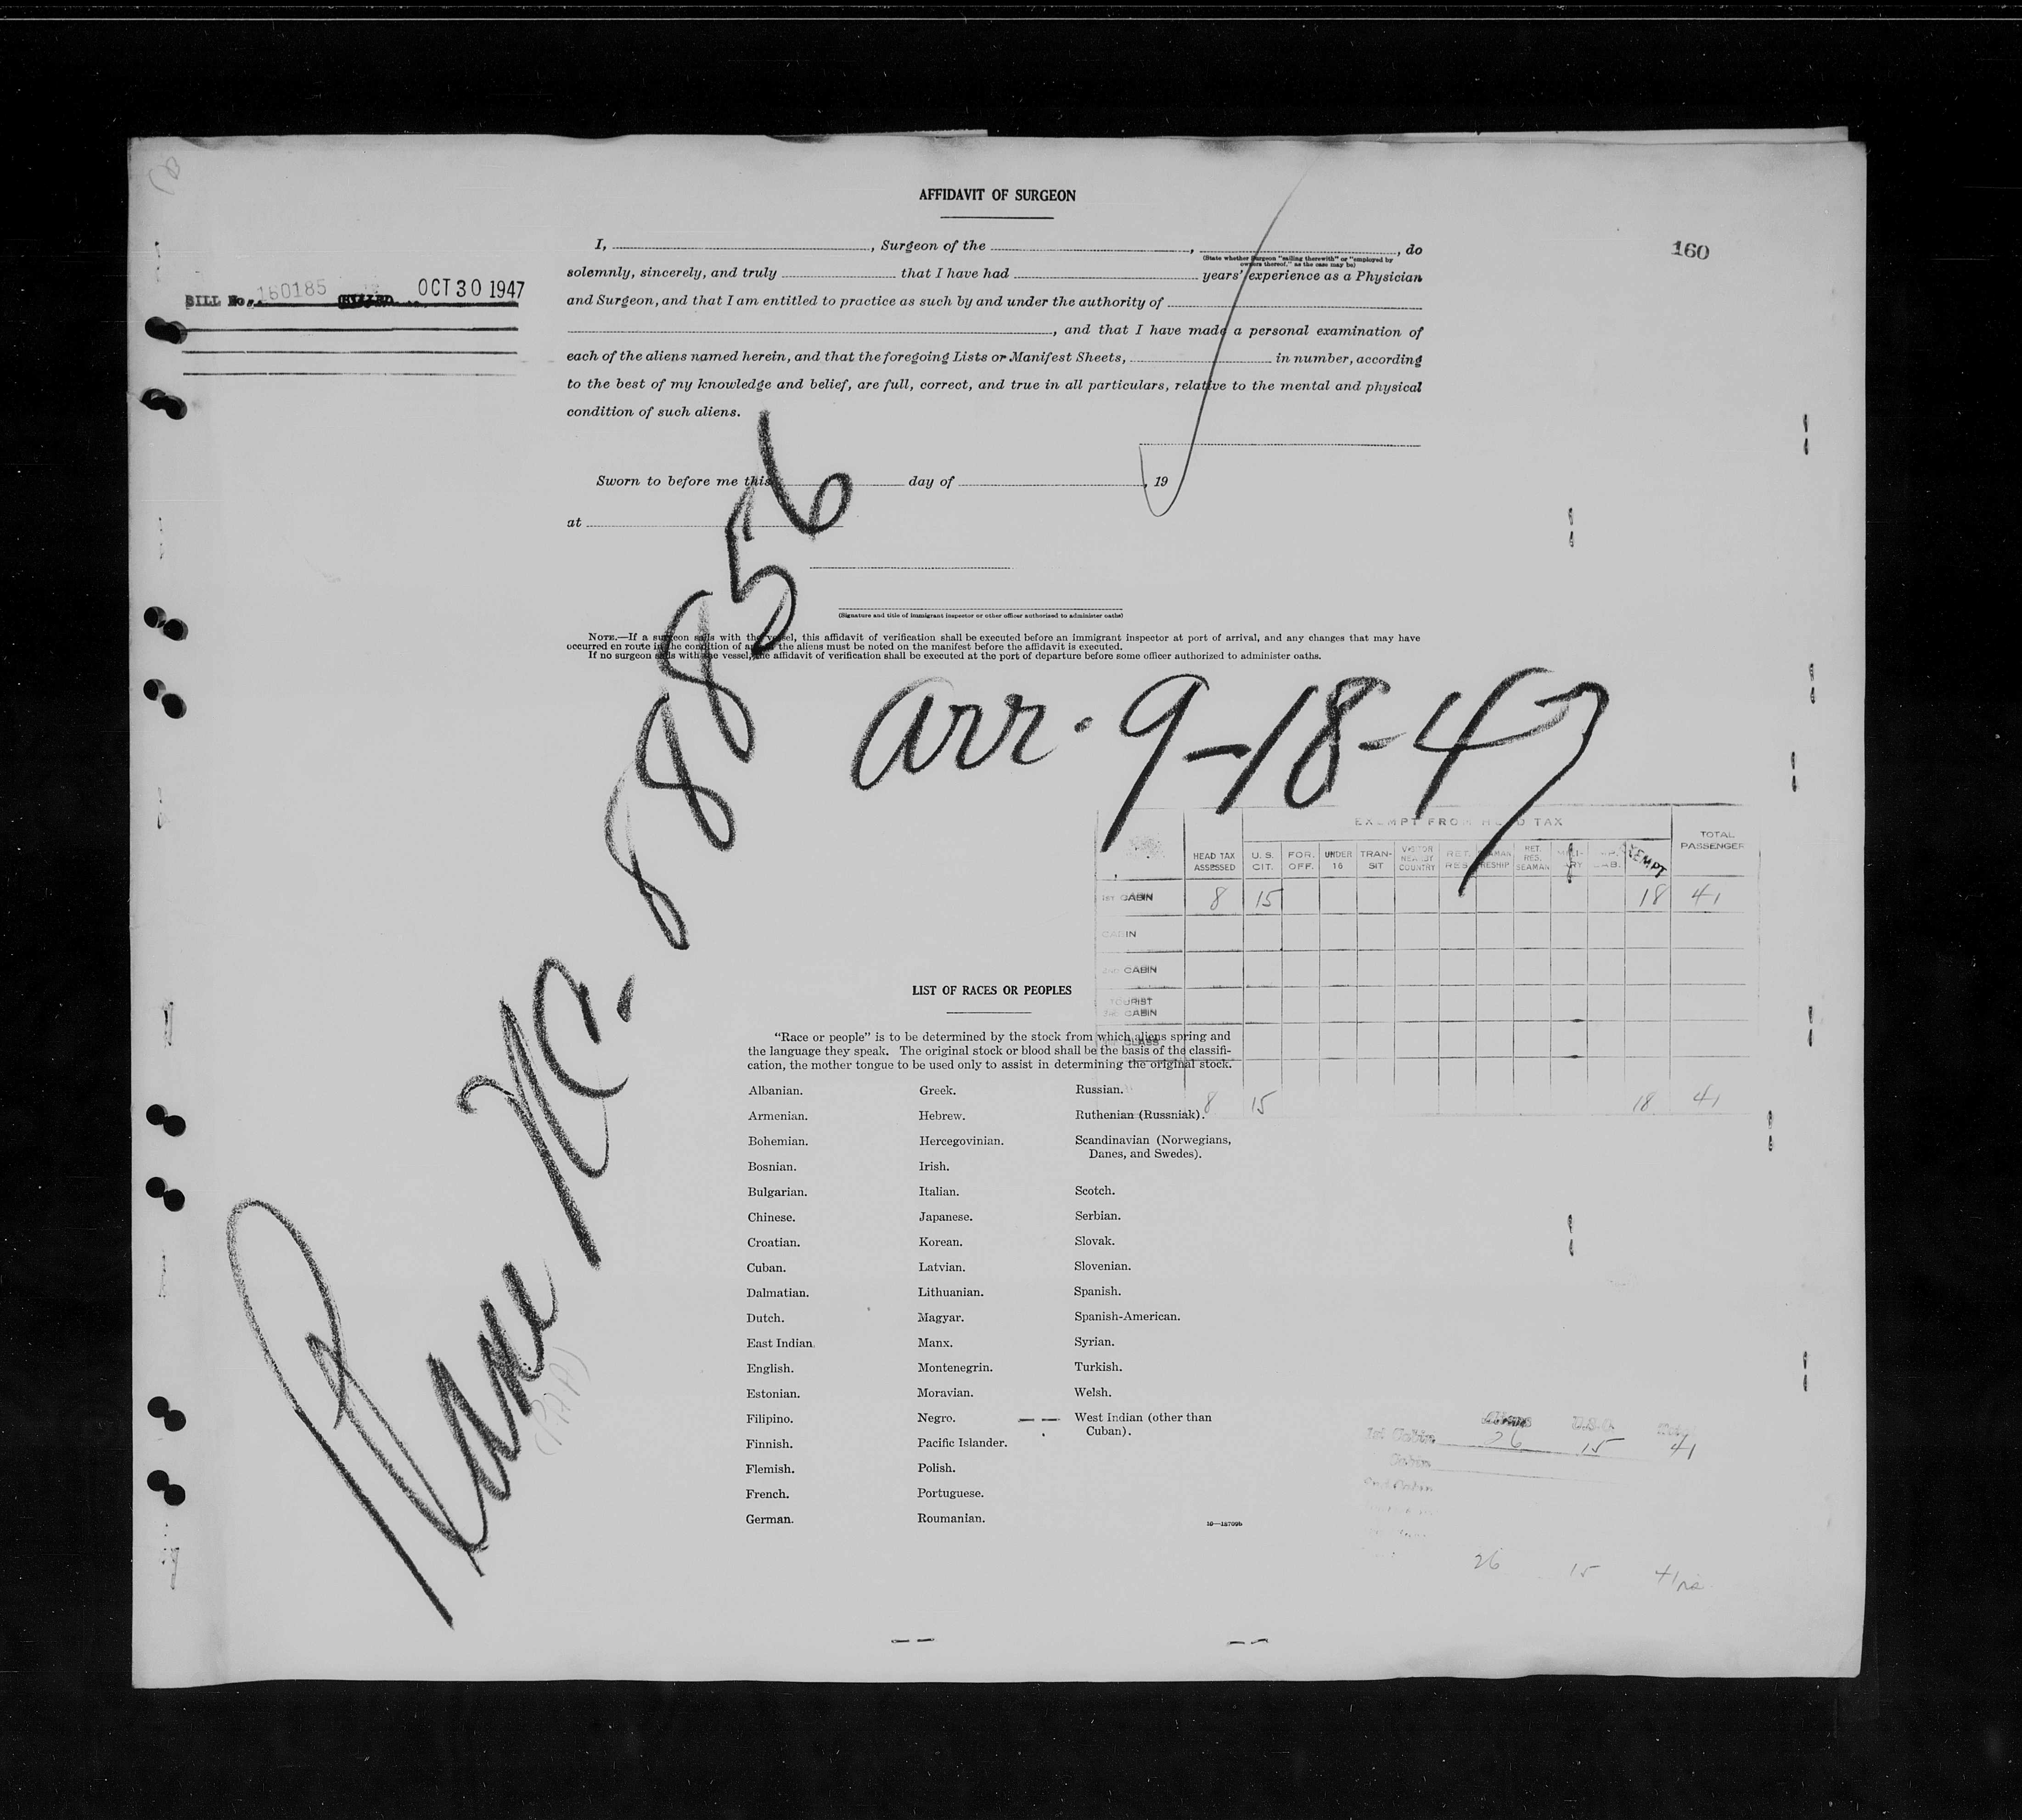 AFFIDAVIT OF SURGEON
160
I, , Surgeon of the , , do
(State whether Surgeon "sailing therewith" or "employed by
owners thereof," as the case may be)
solemnly, sincerely, and truly that I have had years' experience as a Physician
BILL No. 160185 BILLED OCT 30 1947
and Surgeon, and that I am entitled to practice as such by and under the authority of
, and that I have made a personal examination of
each of the aliens named herein, and that the foregoing Lists or Manifest Sheets, in number, according
to the best of my knowledge and belief, are full, correct, and true in all particulars, relative to the mental and physical
condition of such aliens.
Sworn to before me this day of , 19
at
(Signature and title of immigrant inspector or other officer authorized to administer oaths)
NOTE.—If a surgeon sails with the vessel, this affidavit of verification shall be executed before an immigrant inspector at port of arrival, and any changes that may have
occurred en route in the condition of any of the aliens must be noted on the manifest before the affidavit is executed.
If no surgeon sails with the vessel, the affidavit of verification shall be executed at the port of departure before some officer authorized to administer oaths.
Plane NC. 88856
arr. 9-18-47
EXEMPT FROM HEAD TAX
HEAD TAX ASSESSED U.S. CIT. FOR. OFF. UNDER 16 TRANSIT VISITOR NEARBY COUNTRY RET. RES. RET. RES. SEAMAN EXEMPT TOTAL PASSENGER
1ST CABIN 8 15 18 41
CABIN
2ND CABIN
TOURIST
3RD CABIN
CLASS
8 15 18 41
LIST OF RACES OR PEOPLES
"Race or people" is to be determined by the stock from which aliens spring and
the language they speak. The original stock or blood shall be the basis of the classifi-
cation, the mother tongue to be used only to assist in determining the original stock.
Albanian. Greek. Russian.
Armenian. Hebrew. Ruthenian (Russniak).
Bohemian. Hercegovinian. Scandinavian (Norwegians,
Danes, and Swedes).
Bosnian. Irish.
Bulgarian. Italian. Scotch.
Chinese. Japanese. Serbian.
Croatian. Korean. Slovak.
Cuban. Latvian. Slovenian.
Dalmatian. Lithuanian. Spanish.
Dutch. Magyar. Spanish-American.
East Indian. Manx. Syrian.
English. Montenegrin. Turkish.
Estonian. Moravian. Welsh.
Filipino. Negro. West Indian (other than
Cuban).
Finnish. Pacific Islander.
Flemish. Polish.
French. Portuguese.
German. Roumanian.
16—15709b
Aliens U.S.C. Total
1st Cabin 26 15 41
Cabin
2nd Cabin
26 15 41